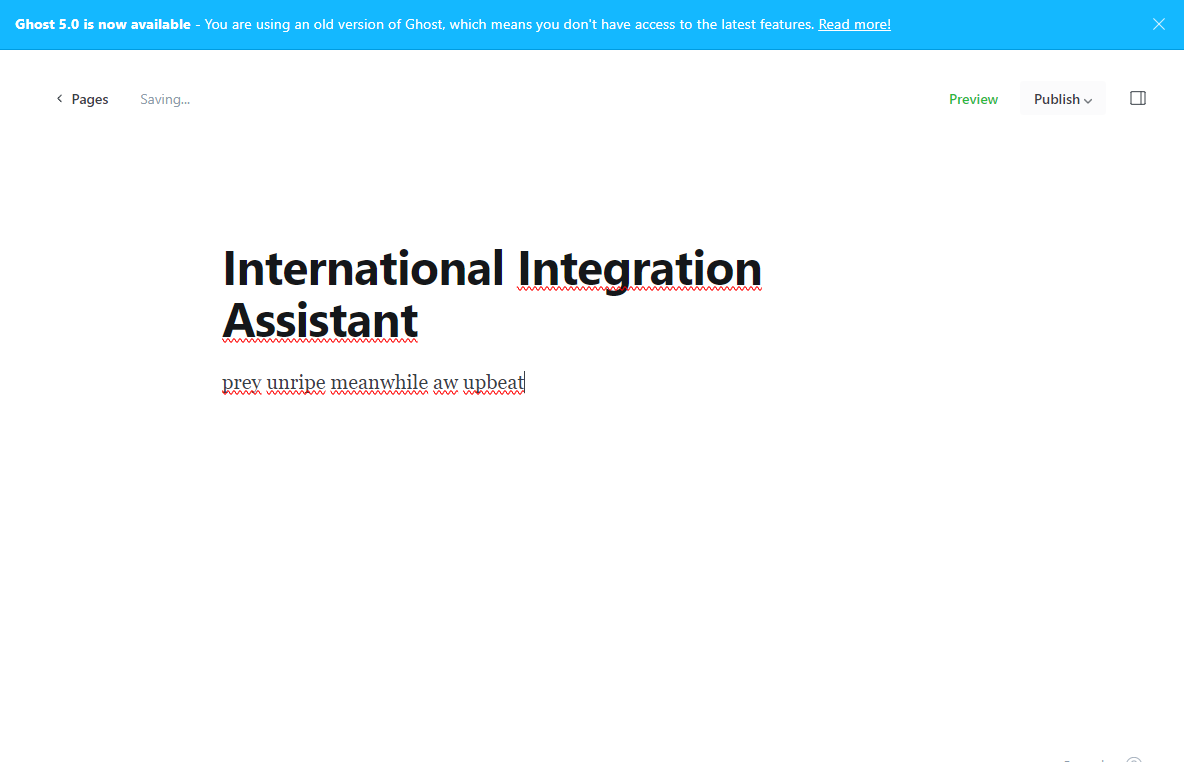 Ghost 5.0 is now available - You are using an old version of Ghost, which means you don't have access to the latest features. Read more!
Pages
Saving...
Preview
Publish
International Integration
Assistant
prey unripe meanwhile aw upbeat